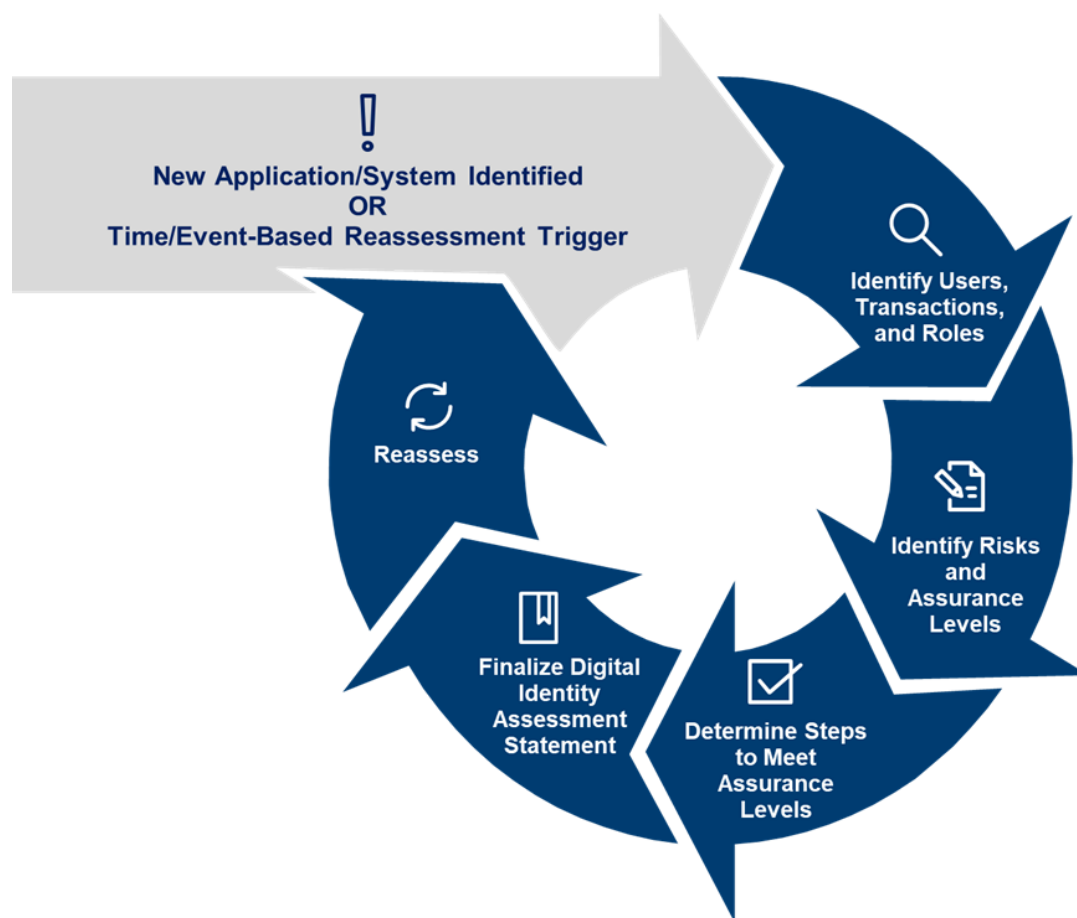 New Application/System Identified
OR
Time/Event-Based Reassessment Trigger
Identify Users,
Transactions,
and Roles
Identify Risks
and
Assurance
Levels
Determine Steps
to Meet
Assurance
Levels
Finalize Digital
Identity
Assessment
Statement
Reassess